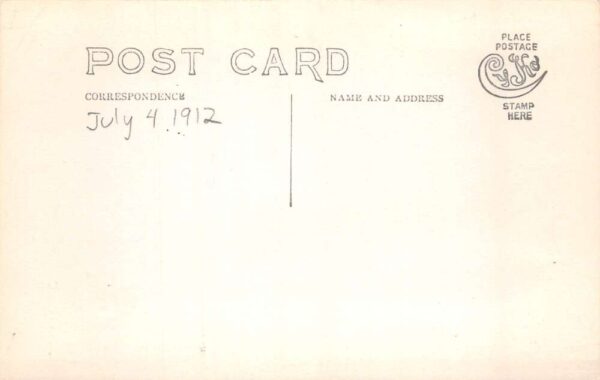 POST CARD
CORRESPONDENCE
July 4 1912
NAME AND ADDRESS
PLACE
POSTAGE
STAMP
HERE